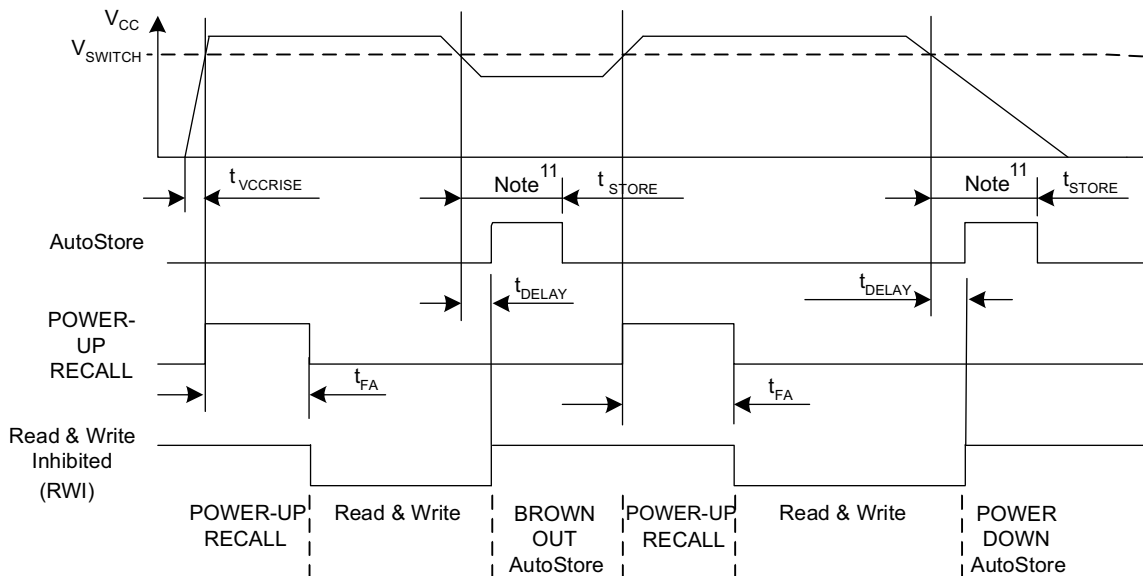 VCC
VSWITCH
tVCCRISE
Note11
tSTORE
Note11
tSTORE
AutoStore
tDELAY
tDELAY
POWER-
UP
RECALL
tFA
tFA
Read & Write
Inhibited
(RWI)
POWER-UP
RECALL
Read & Write
BROWN
OUT
AutoStore
POWER-UP
RECALL
Read & Write
POWER
DOWN
AutoStore